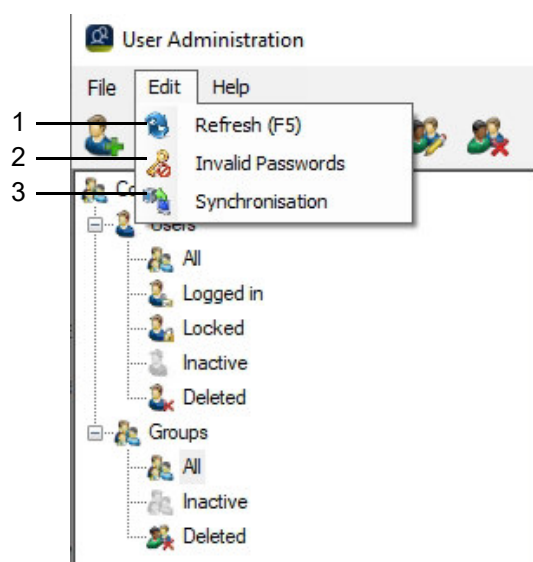 User Administration
File Edit Help
1 Refresh (F5)
2 Invalid Passwords
3 Synchronisation
Users
All
Logged in
Locked
Inactive
Deleted
Groups
All
Inactive
Deleted